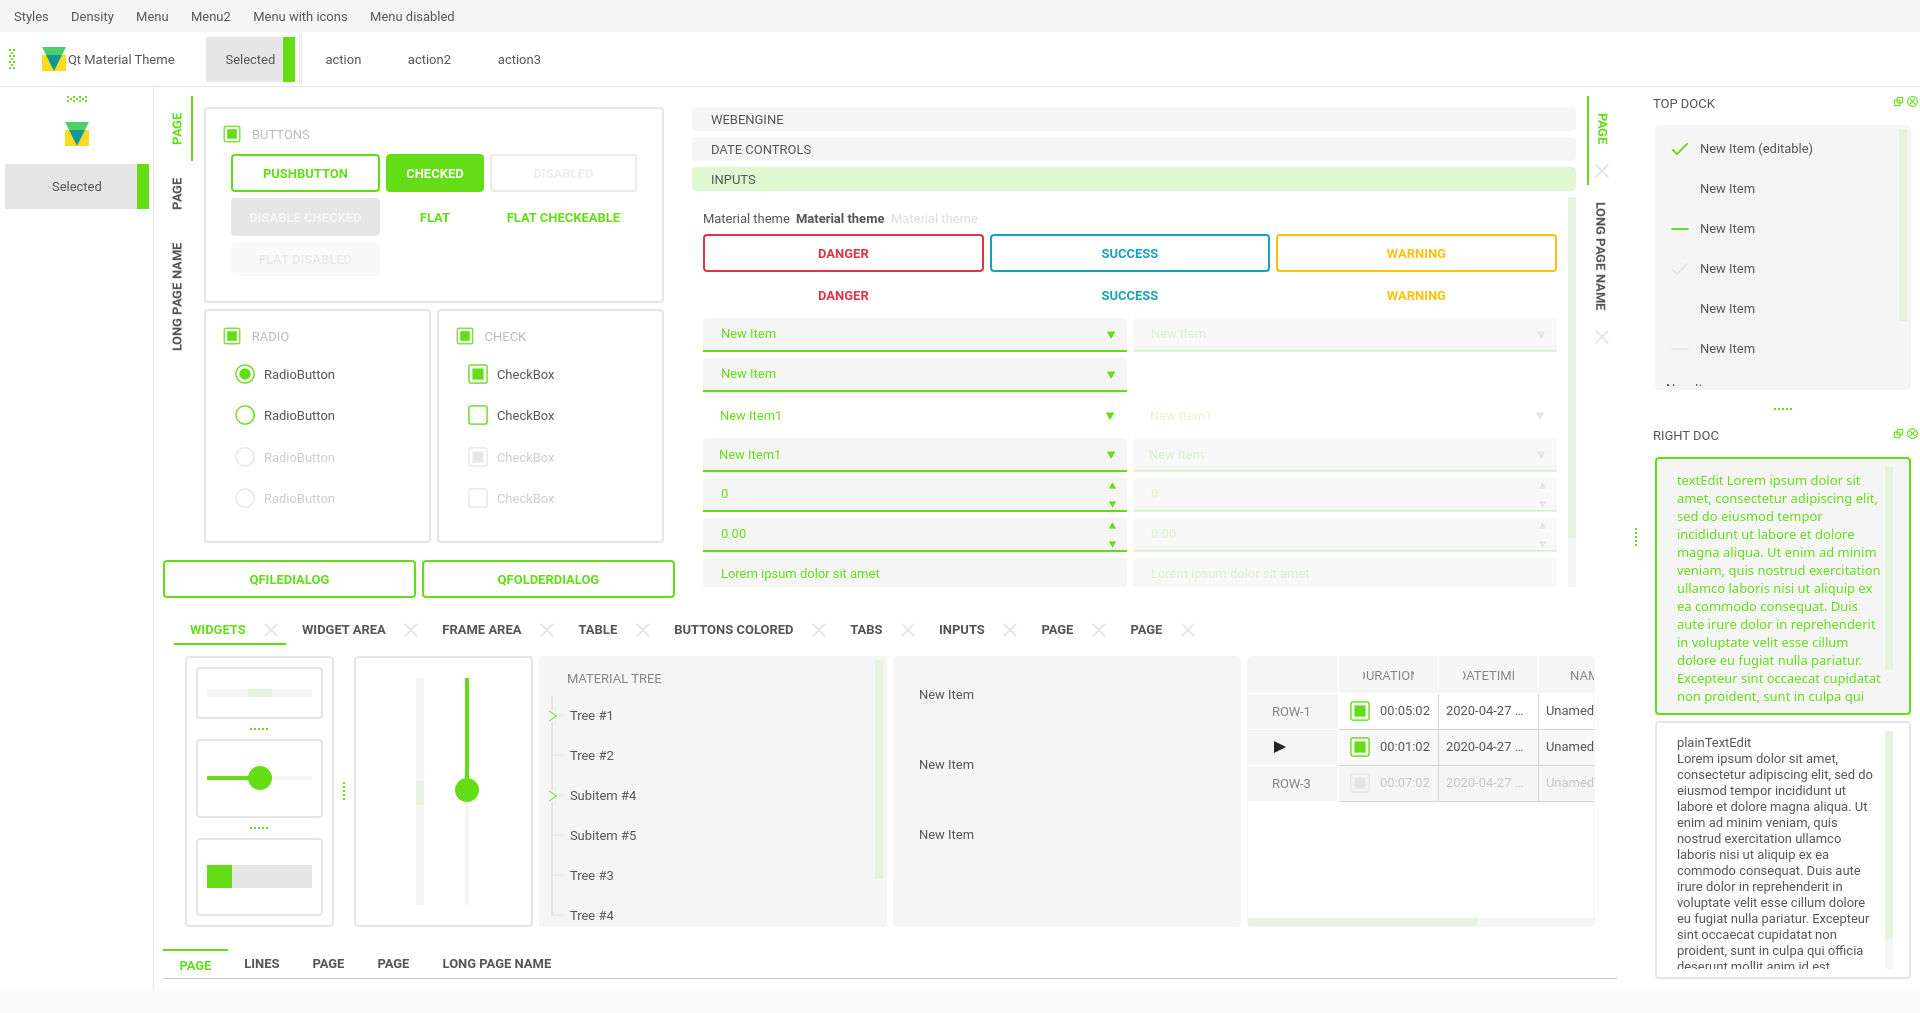 Styles Density Menu Menu2 Menu with icons Menu disabled
Qt Material Theme Selected action action2 action3
Selected
PAGE
PAGE
LONG PAGE NAME
BUTTONS
PUSHBUTTON CHECKED DISABLED
DISABLE CHECKED FLAT FLAT CHECKEABLE
FLAT DISABLED
RADIO
RadioButton
RadioButton
RadioButton
RadioButton
CHECK
CheckBox
CheckBox
CheckBox
CheckBox
QFILEDIALOG QFOLDERDIALOG
WEBENGINE
DATE CONTROLS
INPUTS
Material theme Material theme Material theme
DANGER SUCCESS WARNING
DANGER SUCCESS WARNING
New Item New Item
New Item
New Item1 New Item1
New Item1 New Item
0 0
0.00 0.00
Lorem ipsum dolor sit amet Lorem ipsum dolor sit amet
PAGE
LONG PAGE NAME
WIDGETS WIDGET AREA FRAME AREA TABLE BUTTONS COLORED TABS INPUTS PAGE PAGE
MATERIAL TREE
Tree #1
Tree #2
Subitem #4
Subitem #5
Tree #3
Tree #4
New Item
New Item
New Item
URATION ATETIMI NAM
ROW-1 00:05:02 2020-04-27 ... Unamed
00:01:02 2020-04-27 ... Unamed
ROW-3 00:07:02 2020-04-27 ... Unamed
PAGE LINES PAGE PAGE LONG PAGE NAME
TOP DOCK
New Item (editable)
New Item
New Item
New Item
New Item
New Item
RIGHT DOC
textEdit Lorem ipsum dolor sit
amet, consectetur adipiscing elit,
sed do eiusmod tempor
incididunt ut labore et dolore
magna aliqua. Ut enim ad minim
veniam, quis nostrud exercitation
ullamco laboris nisi ut aliquip ex
ea commodo consequat. Duis
aute irure dolor in reprehenderit
in voluptate velit esse cillum
dolore eu fugiat nulla pariatur.
Excepteur sint occaecat cupidatat
non proident, sunt in culpa qui
plainTextEdit
Lorem ipsum dolor sit amet,
consectetur adipiscing elit, sed do
eiusmod tempor incididunt ut
labore et dolore magna aliqua. Ut
enim ad minim veniam, quis
nostrud exercitation ullamco
laboris nisi ut aliquip ex ea
commodo consequat. Duis aute
irure dolor in reprehenderit in
voluptate velit esse cillum dolore
eu fugiat nulla pariatur. Excepteur
sint occaecat cupidatat non
proident, sunt in culpa qui officia
deserunt mollit anim id est